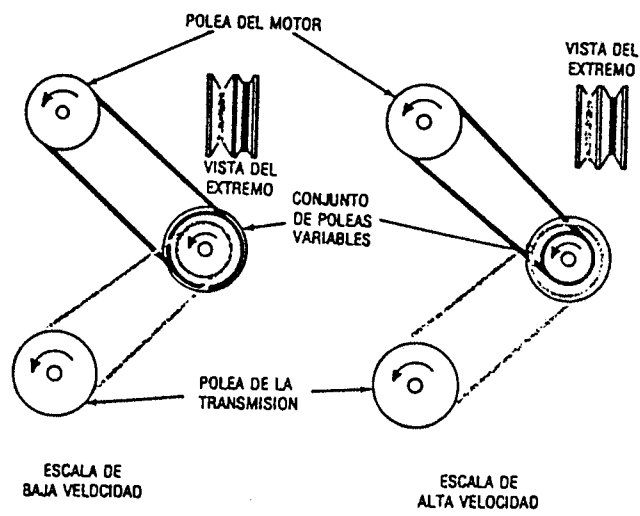 POLEA DEL MOTOR
VISTA DEL
EXTREMO
VISTA DEL
EXTREMO
CONJUNTO
DE POLEAS
VARIABLES
POLEA DE LA
TRANSMISION
ESCALA DE
BAJA VELOCIDAD
ESCALA DE
ALTA VELOCIDAD